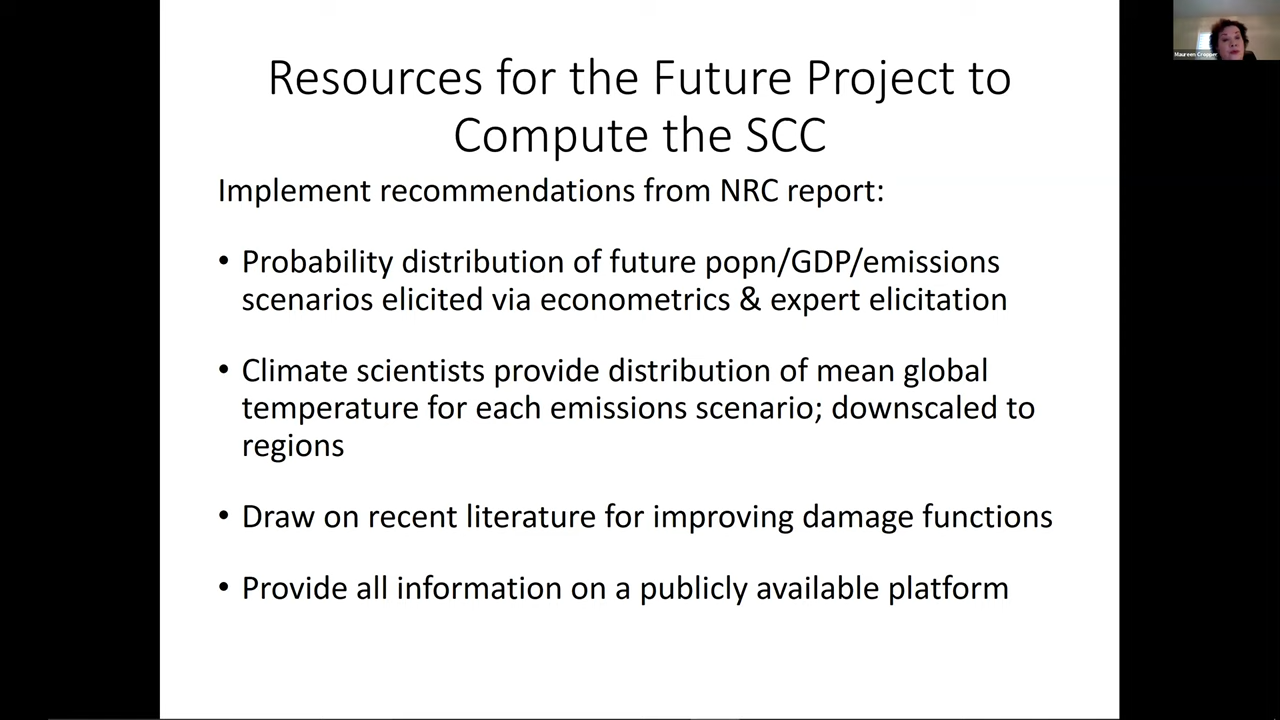 Resources for the Future Project to
Compute the SCC
Implement recommendations from NRC report:
• Probability distribution of future popn/GDP/emissions
scenarios elicited via econometrics & expert elicitation
• Climate scientists provide distribution of mean global
temperature for each emissions scenario; downscaled to
regions
• Draw on recent literature for improving damage functions
• Provide all information on a publicly available platform
Maureen Cropper